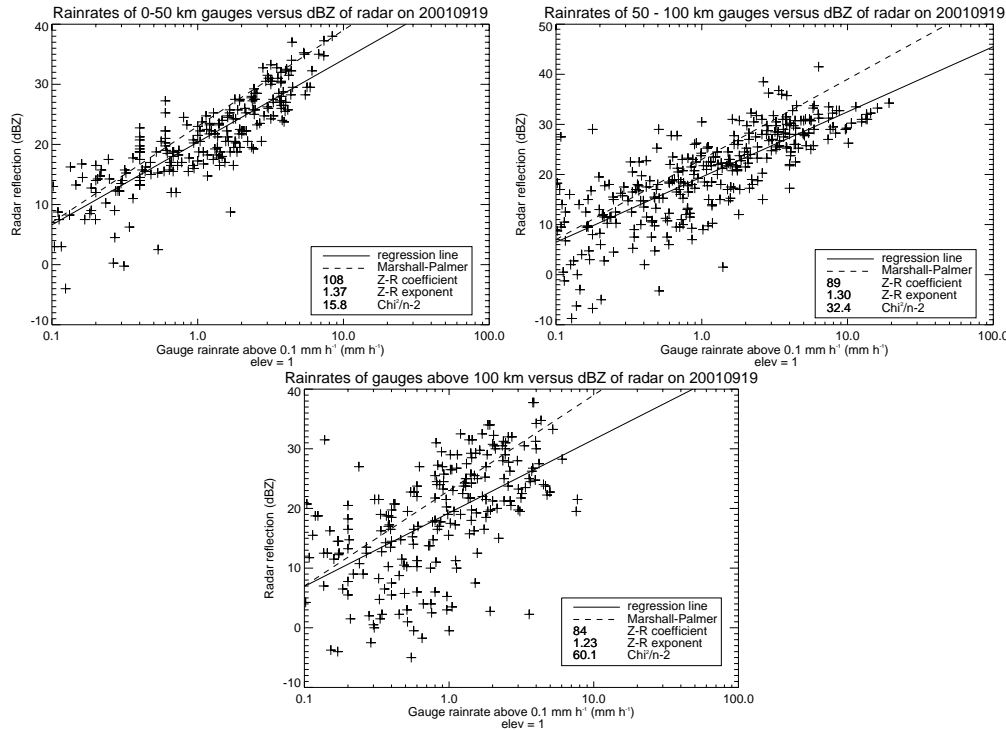 Rainrates of 0-50 km gauges versus dBZ of radar on 20010919
40
30
20
10
0
-10
Radar reflection (dBZ)
regression line
Marshall-Palmer
108 Z-R coefficient
1.37 Z-R exponent
15.8 Chi²/n-2
0.1 1.0 10.0 100.0
Gauge rainrate above 0.1 mm h⁻¹ (mm h⁻¹)
elev = 1
Rainrates of 50 - 100 km gauges versus dBZ of radar on 20010919
50
40
30
20
10
0
-10
Radar reflection (dBZ)
regression line
Marshall-Palmer
89 Z-R coefficient
1.30 Z-R exponent
32.4 Chi²/n-2
0.1 1.0 10.0 100.0
Gauge rainrate above 0.1 mm h⁻¹ (mm h⁻¹)
elev = 1
Rainrates of gauges above 100 km versus dBZ of radar on 20010919
40
30
20
10
0
-10
Radar reflection (dBZ)
regression line
Marshall-Palmer
84 Z-R coefficient
1.23 Z-R exponent
60.1 Chi²/n-2
0.1 1.0 10.0 100.0
Gauge rainrate above 0.1 mm h⁻¹ (mm h⁻¹)
elev = 1